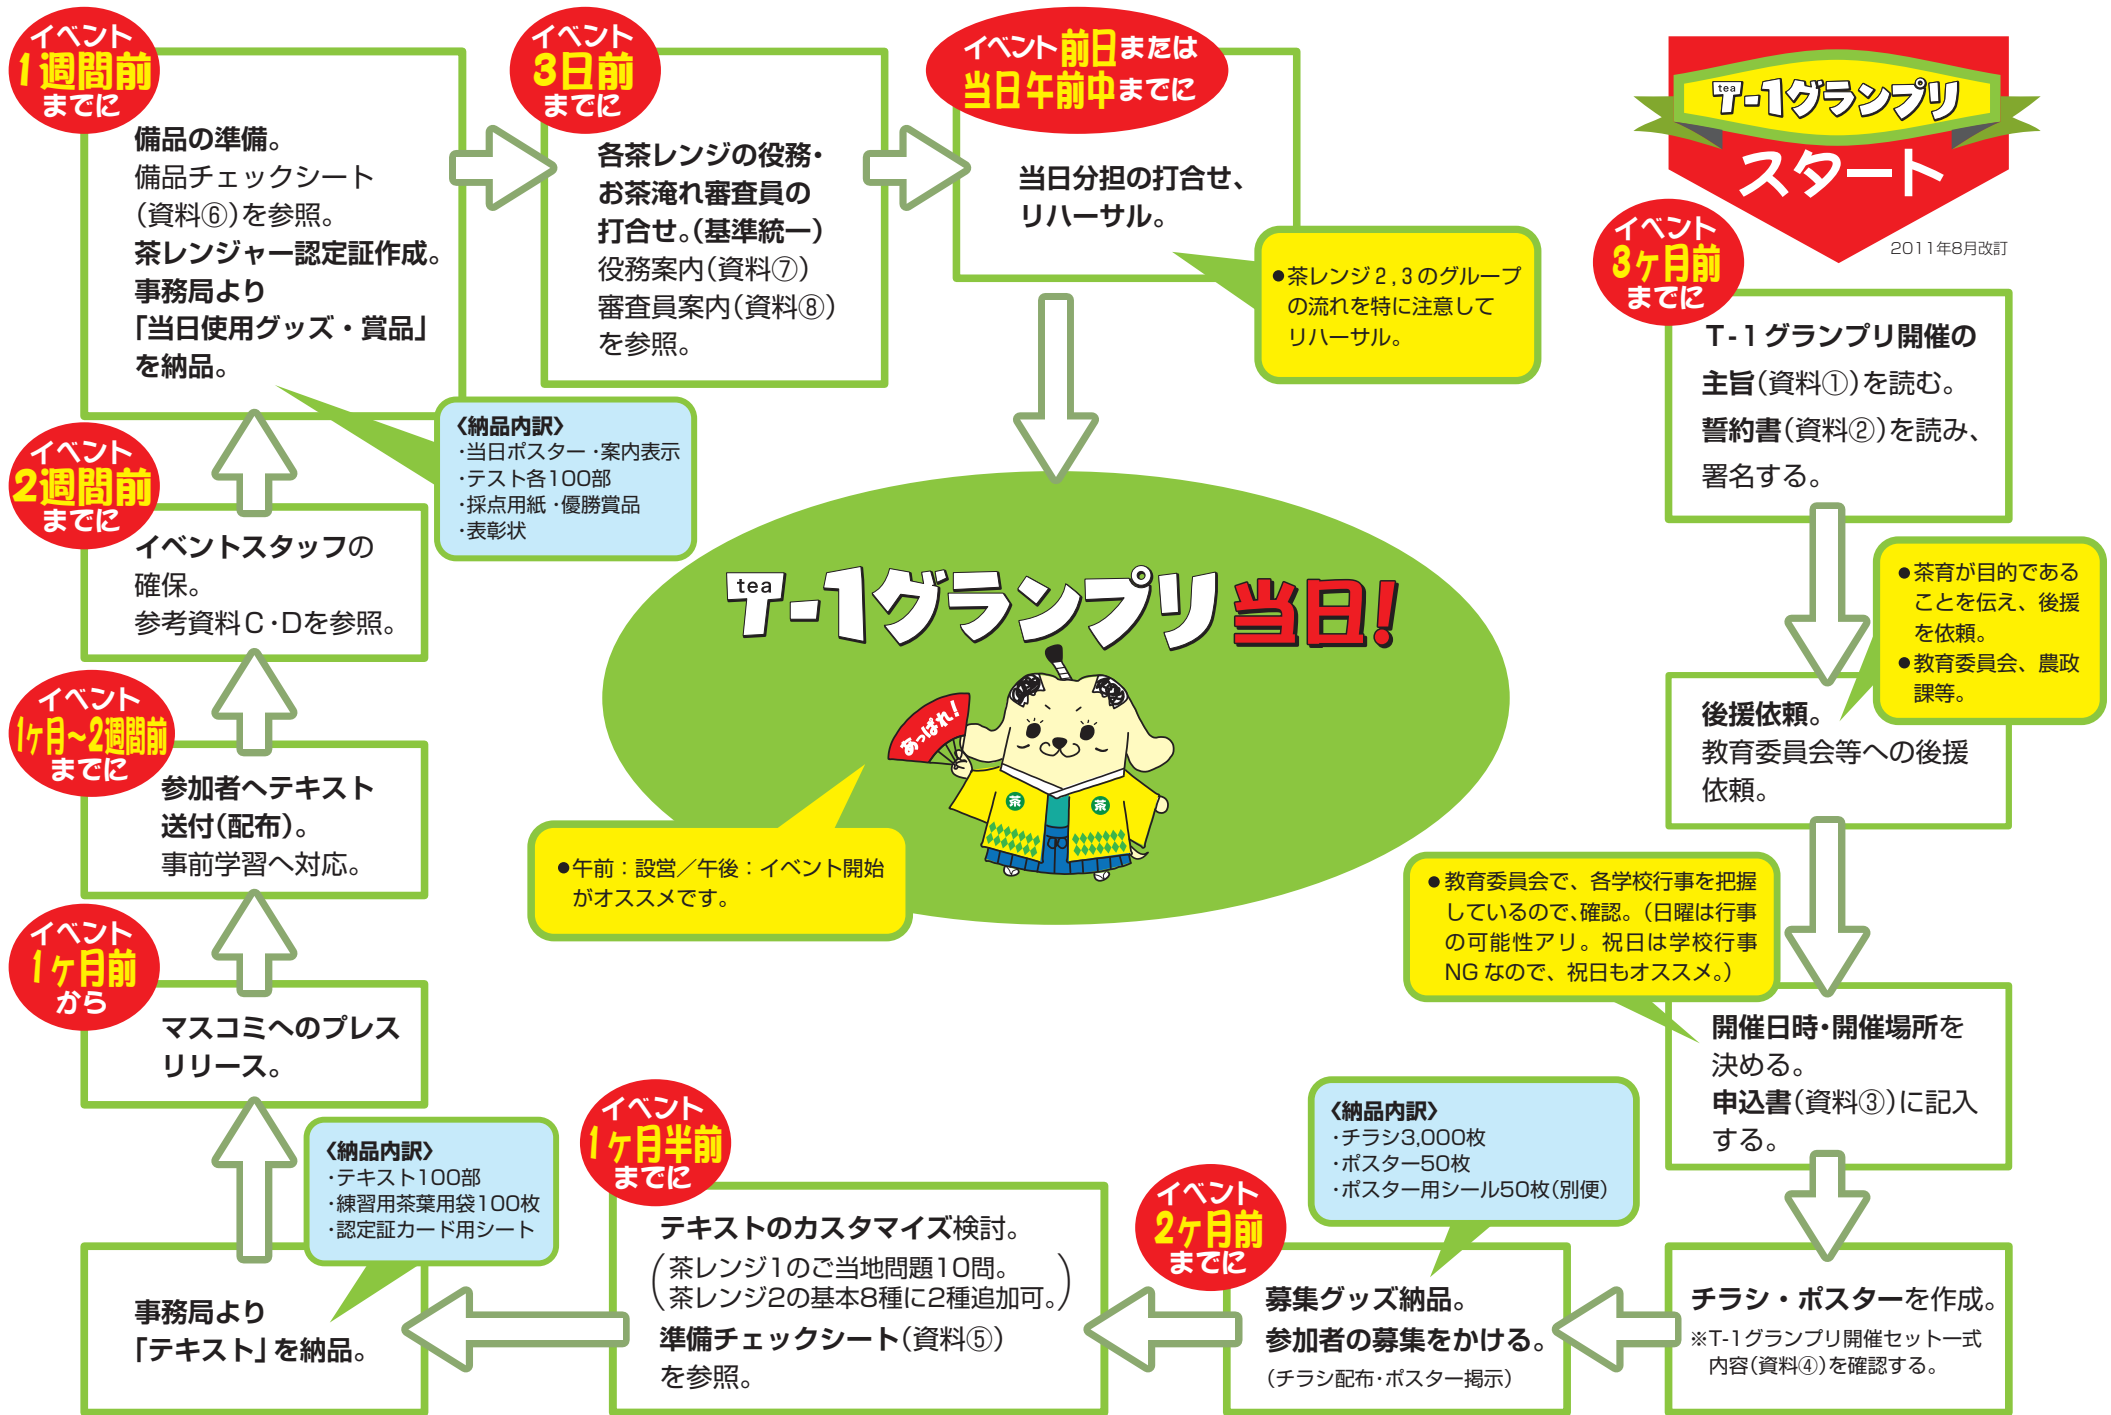 tea
T-1グランプリ
スタート
2011年8月改訂
イベント
3ヶ月前
までに
T-1グランプリ開催の
主旨(資料①)を読む。
誓約書(資料②)を読み、
署名する。
●茶育が目的である
ことを伝え、後援
を依頼。
●教育委員会、農政
課等。
後援依頼。
教育委員会等への後援
依頼。
●教育委員会で、各学校行事を把握
しているので、確認。(日曜は行事
の可能性アリ。祝日は学校行事
NGなので、祝日もオススメ。)
開催日時・開催場所を
決める。
申込書(資料③)に記入
する。
チラシ・ポスターを作成。
※T-1グランプリ開催セット一式
内容(資料④)を確認する。
イベント
2ヶ月前
までに
〈納品内訳〉
・チラシ3,000枚
・ポスター50枚
・ポスター用シール50枚(別便)
募集グッズ納品。
参加者の募集をかける。
(チラシ配布・ポスター掲示)
イベント
1ヶ月半前
までに
テキストのカスタマイズ検討。
(茶レンジ1のご当地問題10問。
茶レンジ2の基本8種に2種追加可。)
準備チェックシート(資料⑤)
を参照。
〈納品内訳〉
・テキスト100部
・練習用茶葉用袋100枚
・認定証カード用シート
事務局より
「テキスト」を納品。
イベント
1ヶ月前
から
マスコミへのプレス
リリース。
イベント
1ヶ月〜2週間前
までに
参加者へテキスト
送付(配布)。
事前学習へ対応。
イベント
2週間前
までに
イベントスタッフの
確保。
参考資料C・Dを参照。
イベント
1週間前
までに
備品の準備。
備品チェックシート
(資料⑥)を参照。
茶レンジャー認定証作成。
事務局より
「当日使用グッズ・賞品」
を納品。
〈納品内訳〉
・当日ポスター・案内表示
・テスト各100部
・採点用紙・優勝賞品
・表彰状
イベント
3日前
までに
各茶レンジの役務・
お茶淹れ審査員の
打合せ。(基準統一)
役務案内(資料⑦)
審査員案内(資料⑧)
を参照。
イベント前日または
当日午前中までに
当日分担の打合せ、
リハーサル。
●茶レンジ2,3のグループ
の流れを特に注意して
リハーサル。
tea
T-1グランプリ当日!
あっぱれ!
茶
茶
●午前：設営／午後：イベント開始
がオススメです。